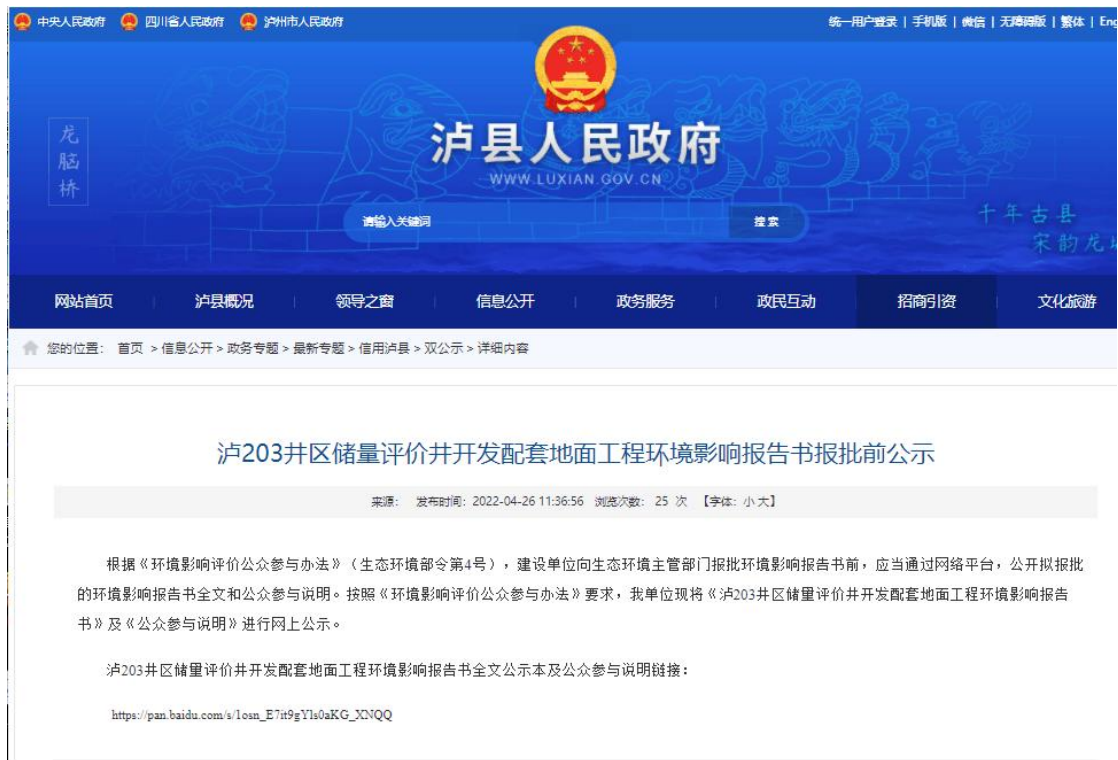 中央人民政府 四川省人民政府 泸州市人民政府 统一用户登录 | 手机版 | 微信 | 无障碍版 | 繁体 | Eng
龙脑桥
泸县人民政府
WWW.LUXIAN.GOV.CN
请输入关键词 搜索
千年古县
宋韵龙城
网站首页 泸县概况 领导之窗 信息公开 政务服务 政民互动 招商引资 文化旅游
您的位置: 首页 > 信息公开 > 政务专题 > 最新专题 > 信用泸县 > 双公示 > 详细内容
泸203井区储量评价井开发配套地面工程环境影响报告书报批前公示
来源: 发布时间: 2022-04-26 11:36:56 浏览次数: 25 次 【字体: 小 大】
根据《环境影响评价公众参与办法》（生态环境部令第4号），建设单位向生态环境主管部门报批环境影响报告书前，应当通过网络平台，公开拟报批
的环境影响报告书全文和公众参与说明。按照《环境影响评价公众参与办法》要求，我单位现将《泸203井区储量评价井开发配套地面工程环境影响报告
书》及《公众参与说明》进行网上公示。
泸203井区储量评价井开发配套地面工程环境影响报告书全文公示本及公众参与说明链接：
https://pan.baidu.com/s/1osn_E7it9gYls0aKG_XNQQ